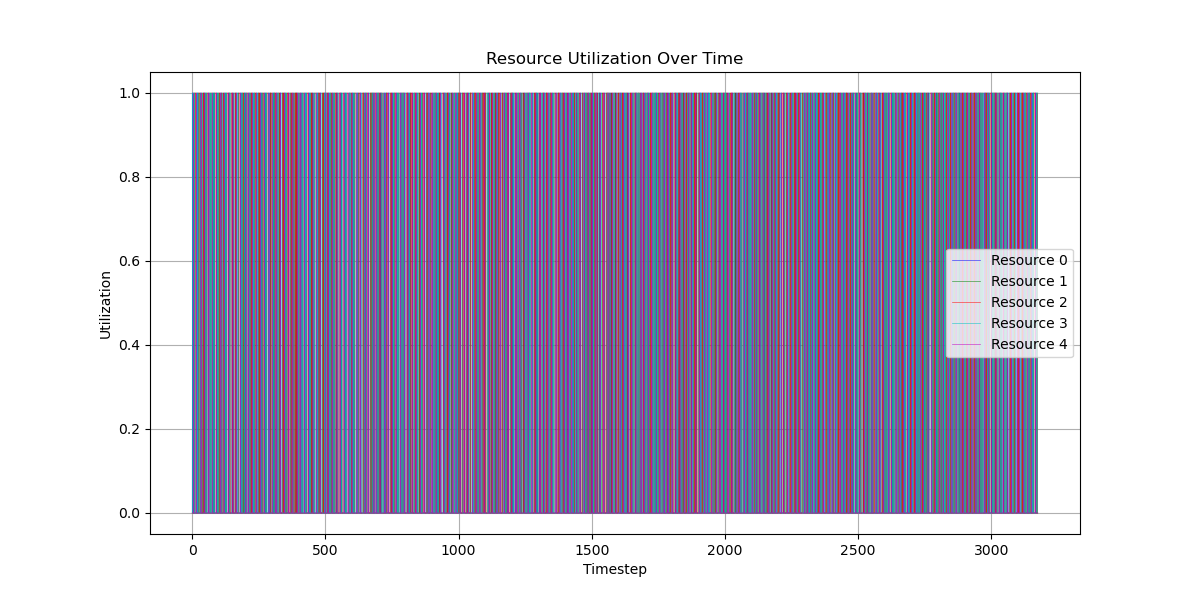 Resource Utilization Over Time
Utilization
1.0
0.8
0.6
0.4
0.2
0.0
Resource 0
Resource 1
Resource 2
Resource 3
Resource 4
0 500 1000 1500 2000 2500 3000
Timestep